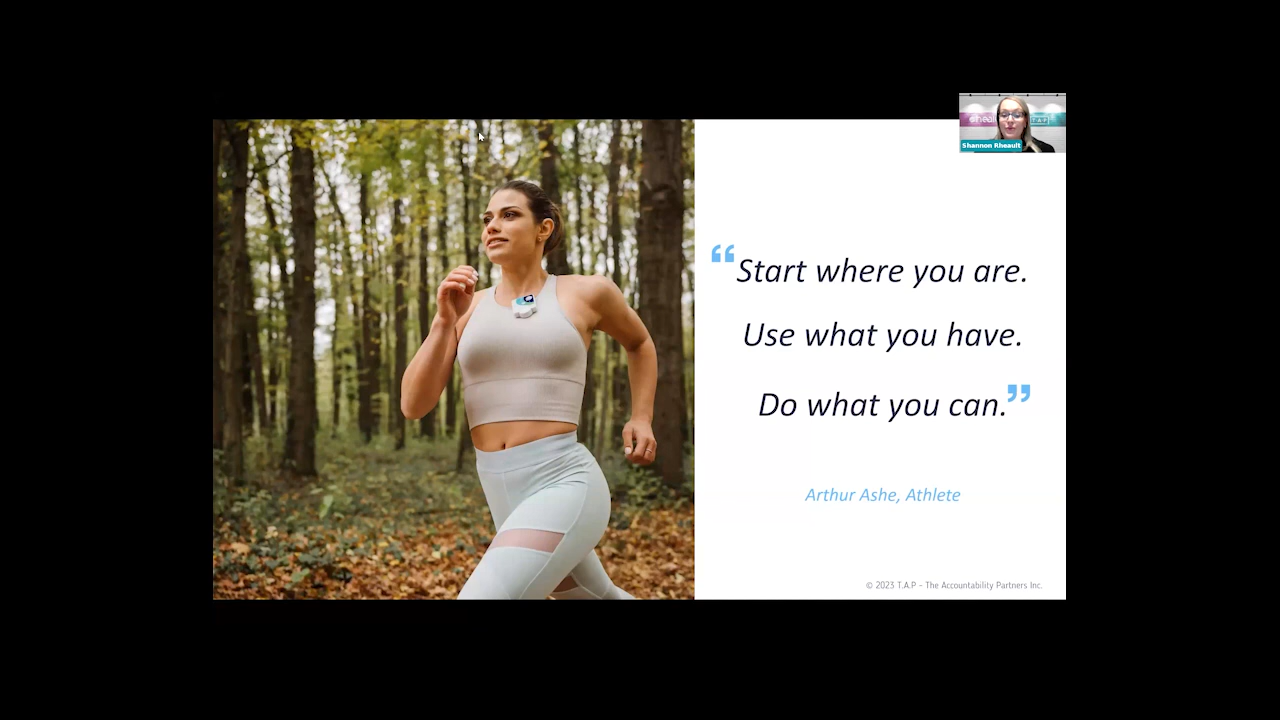 Shannon Rheault
“Start where you are.
Use what you have.
Do what you can.”
Arthur Ashe, Athlete
© 2023 T.A.P – The Accountability Partners Inc.